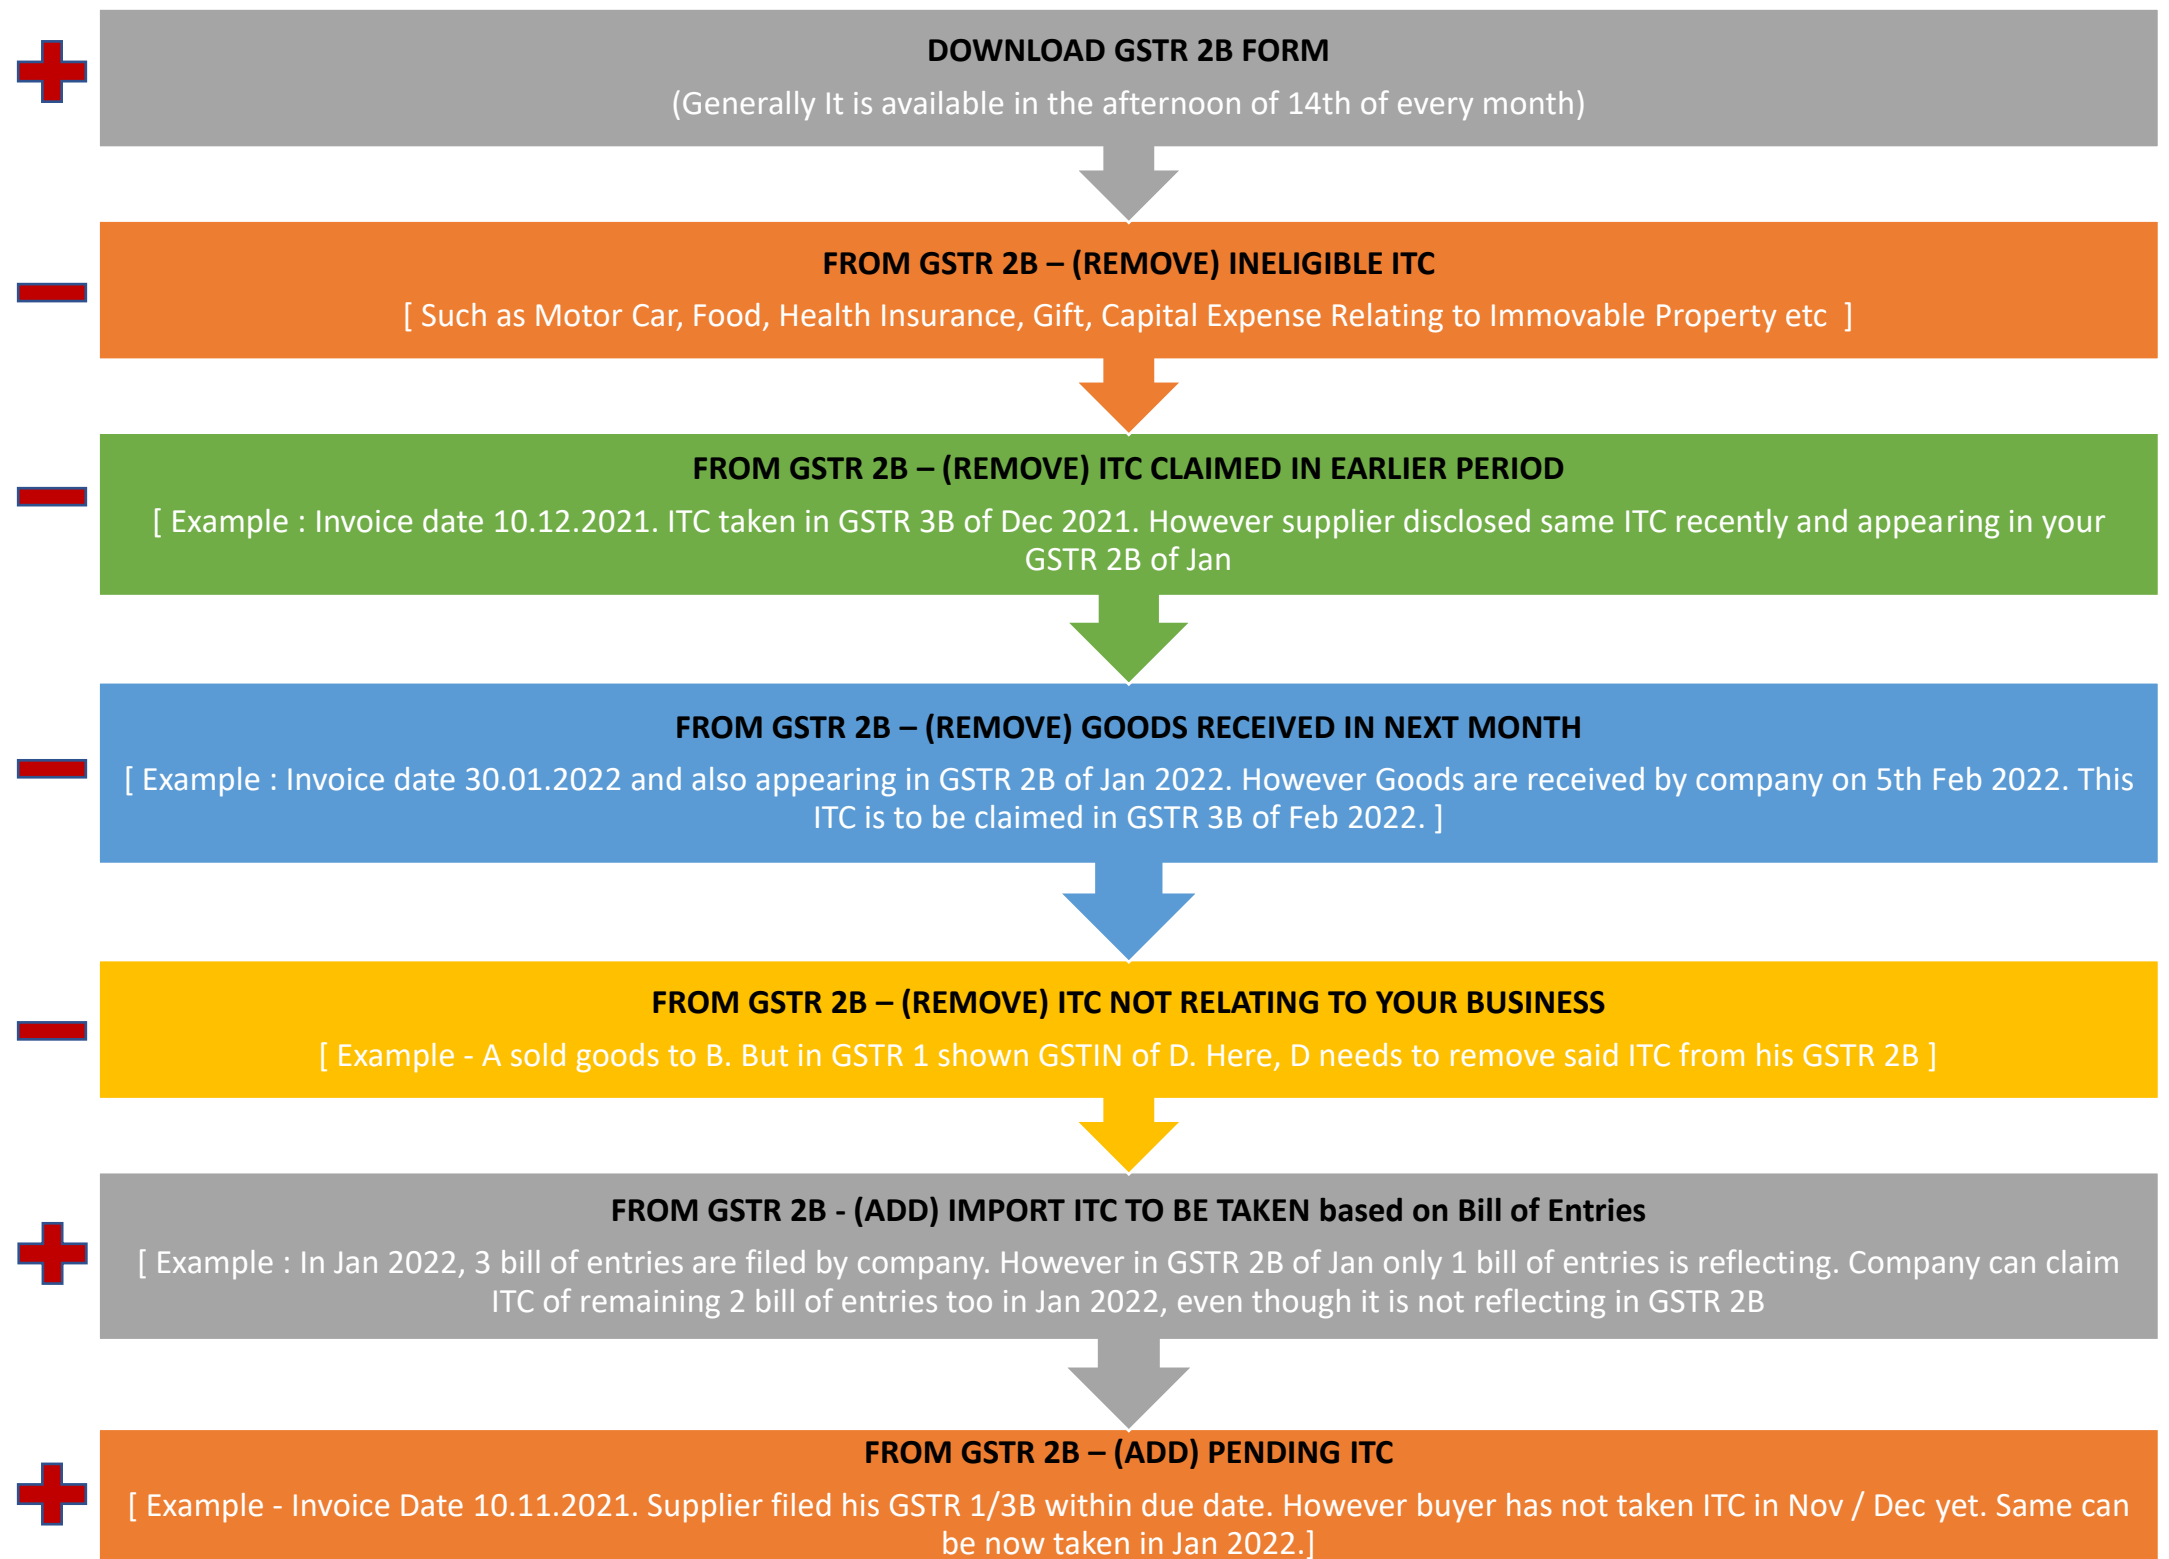 DOWNLOAD GSTR 2B FORM
(Generally It is available in the afternoon of 14th of every month)
FROM GSTR 2B – (REMOVE) INELIGIBLE ITC
[ Such as Motor Car, Food, Health Insurance, Gift, Capital Expense Relating to Immovable Property etc  ]
FROM GSTR 2B – (REMOVE) ITC CLAIMED IN EARLIER PERIOD
[ Example : Invoice date 10.12.2021. ITC taken in GSTR 3B of Dec 2021. However supplier disclosed same ITC recently and appearing in your
GSTR 2B of Jan
FROM GSTR 2B – (REMOVE) GOODS RECEIVED IN NEXT MONTH
[ Example : Invoice date 30.01.2022 and also appearing in GSTR 2B of Jan 2022. However Goods are received by company on 5th Feb 2022. This
ITC is to be claimed in GSTR 3B of Feb 2022. ]
FROM GSTR 2B – (REMOVE) ITC NOT RELATING TO YOUR BUSINESS
[ Example - A sold goods to B. But in GSTR 1 shown GSTIN of D. Here, D needs to remove said ITC from his GSTR 2B ]
FROM GSTR 2B - (ADD) IMPORT ITC TO BE TAKEN based on Bill of Entries
[ Example : In Jan 2022, 3 bill of entries are filed by company. However in GSTR 2B of Jan only 1 bill of entries is reflecting. Company can claim
ITC of remaining 2 bill of entries too in Jan 2022, even though it is not reflecting in GSTR 2B
FROM GSTR 2B – (ADD) PENDING ITC
[ Example - Invoice Date 10.11.2021. Supplier filed his GSTR 1/3B within due date. However buyer has not taken ITC in Nov / Dec yet. Same can
be now taken in Jan 2022.]